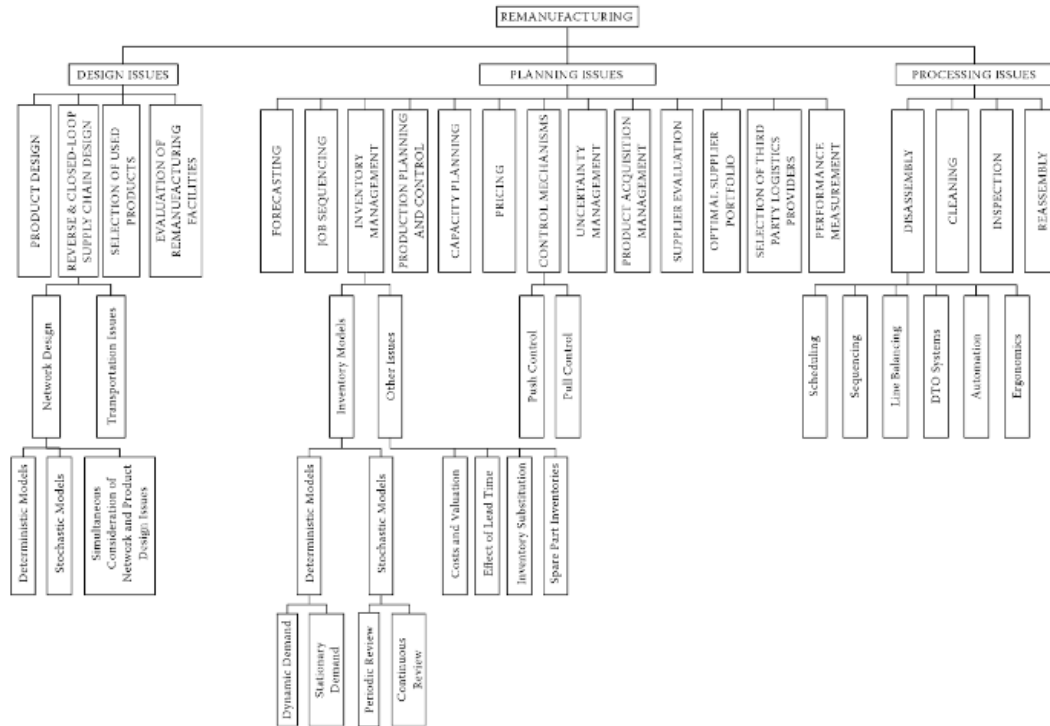 REMANUFACTURING
DESIGN ISSUES
PLANNING ISSUES
PROCESSING ISSUES
PRODUCT DESIGN
REVERSE & CLOSED-LOOP
SUPPLY CHAIN DESIGN
SELECTION OF USED
PRODUCTS
EVALUATION OF
REMANUFACTURING
FACILITIES
FORECASTING
JOB SEQUENCING
INVENTORY
MANAGEMENT
PRODUCTION PLANNING
AND CONTROL
CAPACITY PLANNING
PRICING
CONTROL MECHANISMS
UNCERTAINTY
MANAGEMENT
PRODUCT ACQUISITION
MANAGEMENT
SUPPLIER EVALUATION
OPTIMAL SUPPLIER
PORTFOLIO
SELECTION OF THIRD
PARTY LOGISTICS
PROVIDERS
PERFORMANCE
MEASUREMENT
DISASSEMBLY
CLEANING
INSPECTION
REASSEMBLY
Network Design
Transportation Issues
Inventory Models
Other Issues
Push Control
Pull Control
Scheduling
Sequencing
Line Balancing
DTO Systems
Automation
Ergonomics
Deterministic Models
Stochastic Models
Simultaneous
Consideration of
Network and Product
Design Issues
Deterministic Models
Stochastic Models
Costs and Valuation
Effect of Lead Time
Inventory Substitution
Spare Part Inventories
Dynamic Demand
Stationary
Demand
Periodic Review
Continuous
Review